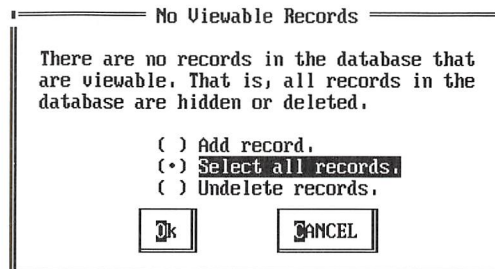 No Viewable Records
There are no records in the database that
are viewable. That is, all records in the
database are hidden or deleted.
( ) Add record.
(•) Select all records.
( ) Undelete records.
Ok CANCEL